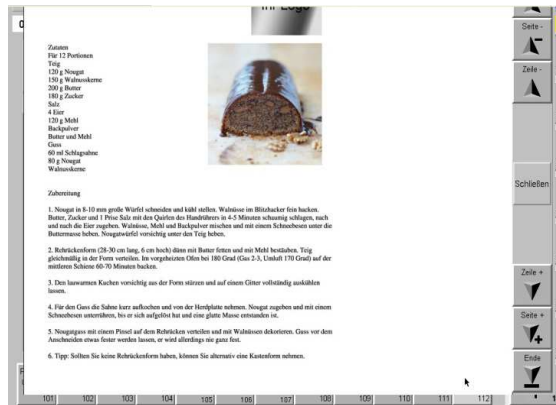 Ihr Logo
Seite -
Zeile -
Schließen
Zeile +
Seite +
Ende
Zutaten
Für 12 Portionen
Teig
120 g Nougat
150 g Walnusskerne
200 g Butter
180 g Zucker
Salz
4 Eier
120 g Mehl
Backpulver
Butter und Mehl
Guss
60 ml Schlagsahne
80 g Nougat
Walnusskerne
Zubereitung
1. Nougat in 8-10 mm große Würfel schneiden und kühl stellen. Walnüsse im Blitzhacker fein hacken.
Butter, Zucker und 1 Prise Salz mit den Quirlen des Handrührers in 4-5 Minuten schaumig schlagen, nach
und nach die Eier zugeben. Walnüsse, Mehl und Backpulver mischen und mit einem Schneebesen unter die
Buttermasse heben. Nougatwürfel vorsichtig unter den Teig heben.
2. Rehrückenform (28-30 cm lang, 6 cm hoch) dünn mit Butter fetten und mit Mehl bestäuben. Teig
gleichmäßig in der Form verteilen. Im vorgeheizten Ofen bei 180 Grad (Gas 2-3, Umluft 170 Grad) auf der
mittleren Schiene 60-70 Minuten backen.
3. Den lauwarmen Kuchen vorsichtig aus der Form stürzen und auf einem Gitter vollständig auskühlen
lassen.
4. Für den Guss die Sahne kurz aufkochen und von der Herdplatte nehmen. Nougat zugeben und mit einem
Schneebesen unterrühren, bis er sich aufgelöst hat und eine glatte Masse entstanden ist.
5. Nougatguss mit einem Pinsel auf dem Rehrücken verteilen und mit Walnüssen dekorieren. Guss vor dem
Anschneiden etwas fester werden lassen, er wird allerdings nie ganz fest.
6. Tipp: Sollten Sie keine Rehrückenform haben, können Sie alternativ eine Kastenform nehmen.
101 102 103 104 105 106 107 108 109 110 111 112